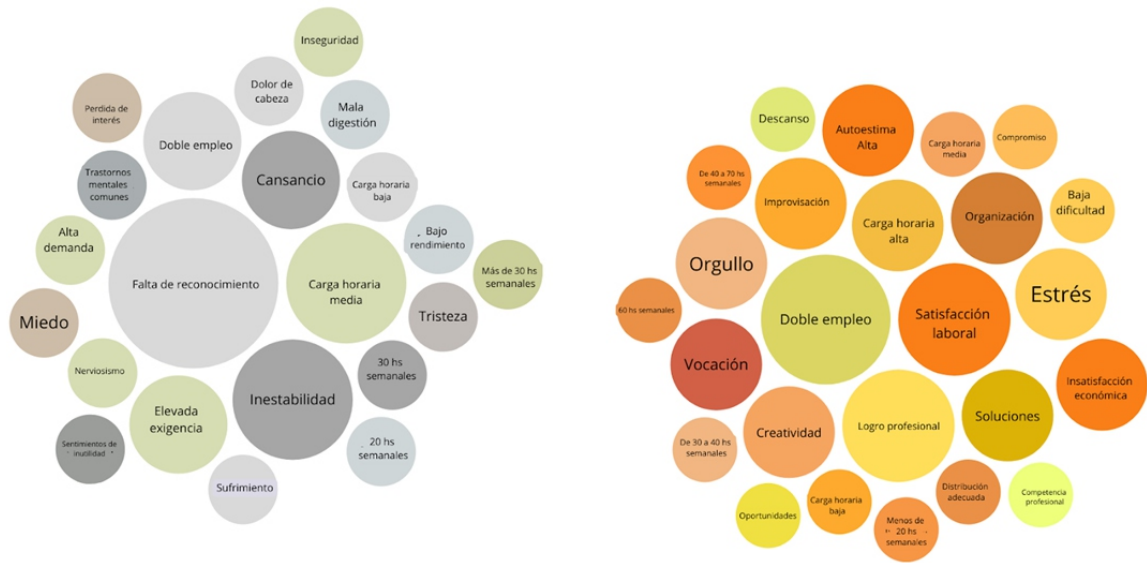 Inseguridad
Dolor de
cabeza
Perdida de
interés
Mala
digestión
Doble empleo
Cansancio
Trastornos
mentales
comunes
Carga horaria
baja
Alta
demanda
Bajo
rendimiento
Falta de reconocimiento
Carga horaria
media
Más de 30 hs
semanales
Miedo
Tristeza
Nerviosismo
30 hs
semanales
Inestabilidad
Elevada
exigencia
Sentimientos de
inutilidad
20 hs
semanales
Sufrimiento
Descanso
Autoestima
Alta
Carga horaria
media
Compromiso
De 40 a 70 hs
semanales
Improvisación
Carga horaria
alta
Organización
Baja
dificultad
Orgullo
Estrés
60 hs semanales
Doble empleo
Satisfacción
laboral
Vocación
Insatisfacción
económica
Creatividad
Logro profesional
Soluciones
De 30 a 40 hs
semanales
Oportunidades
Carga horaria
baja
Distribución
adecuada
Competencia
profesional
Menos de
20 hs
semanales